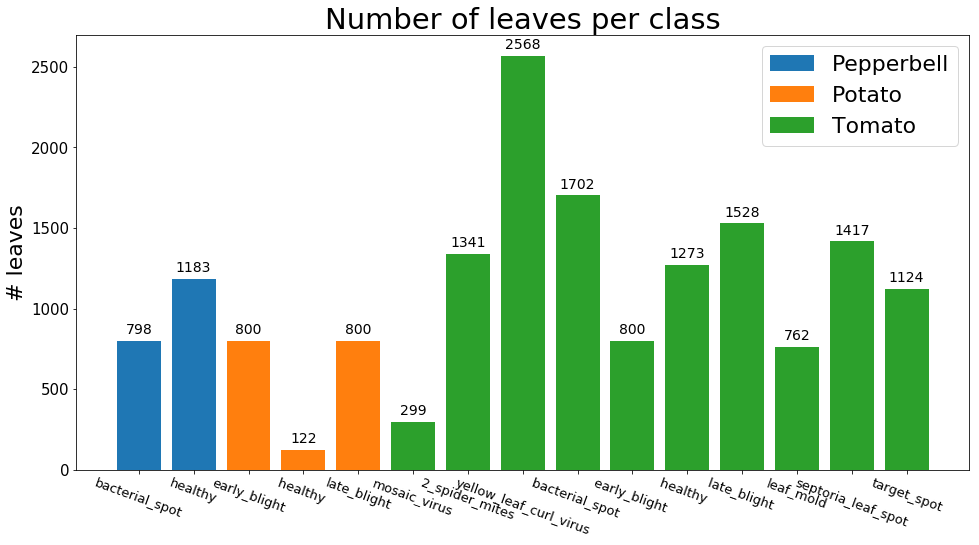 Number of leaves per class
Pepperbell
Potato
Tomato
# leaves
2500
2000
1500
1000
500
0
798
1183
800
122
800
299
1341
2568
1702
800
1273
1528
762
1417
1124
bacterial_spot
healthy
early_blight
healthy
late_blight
mosaic_virus
2_spider_mites
yellow_leaf_curl_virus
bacterial_spot
early_blight
healthy
late_blight
leaf_mold
septoria_leaf_spot
target_spot